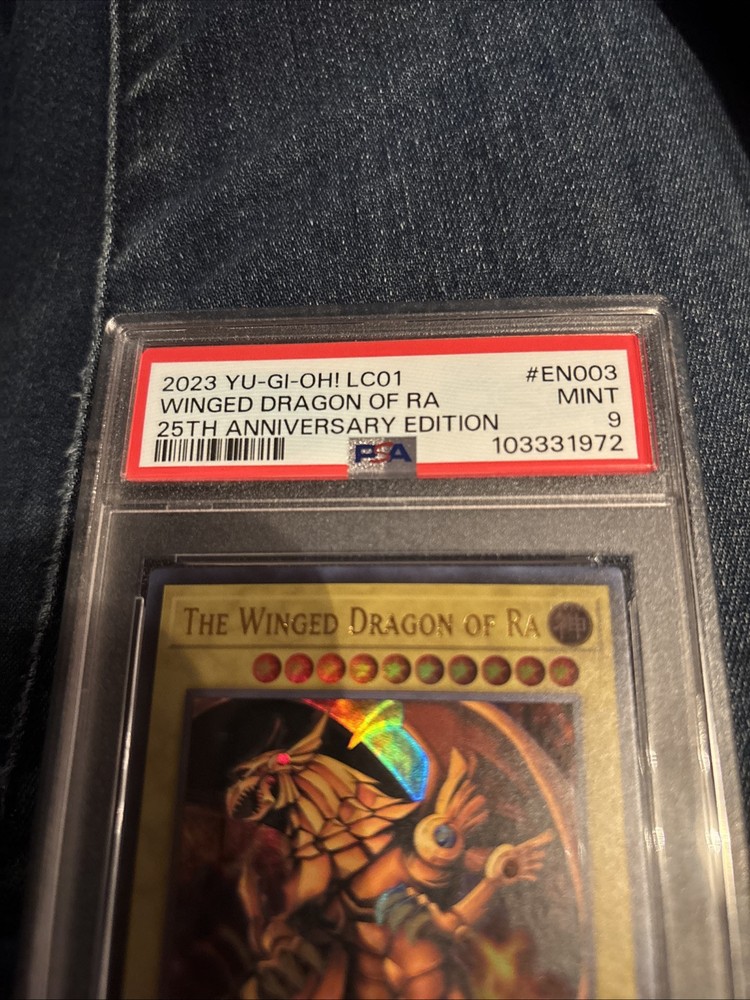 2023 YU-GI-OH! LC01 #EN003
WINGED DRAGON OF RA MINT
25TH ANNIVERSARY EDITION 9
PSA 103331972
THE WINGED DRAGON OF RA